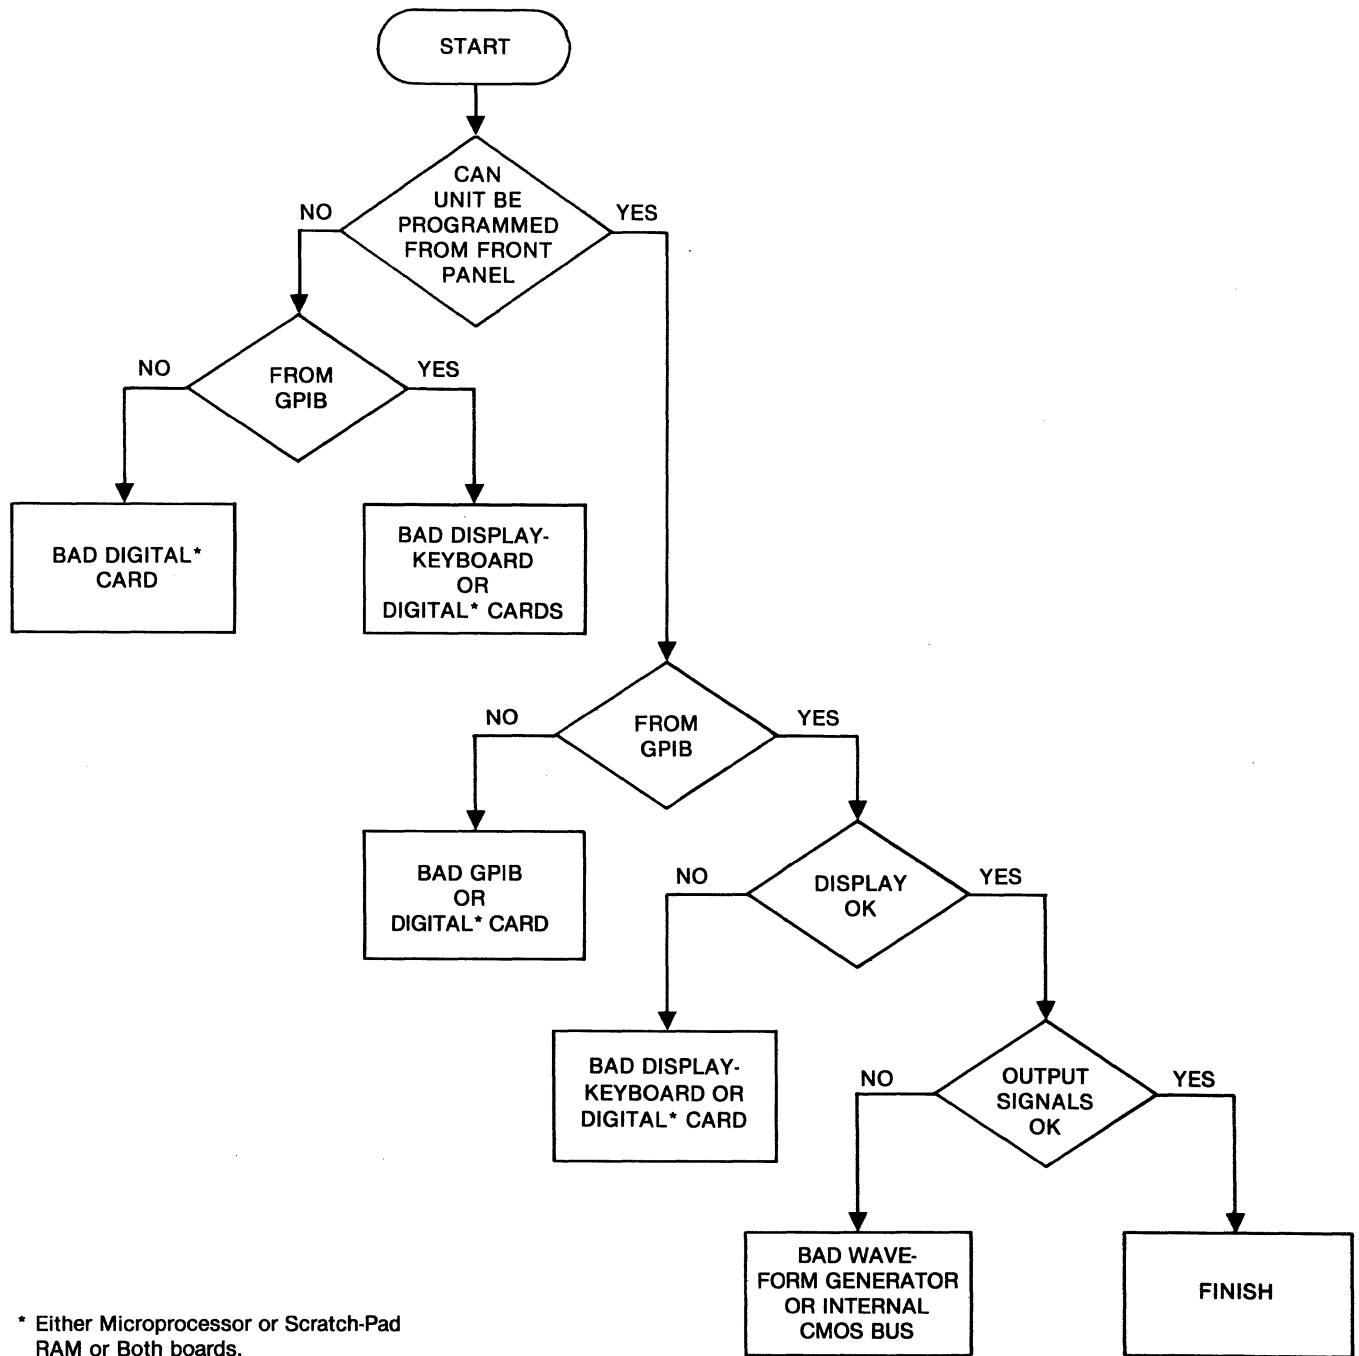 START
CAN
UNIT BE
PROGRAMMED
FROM FRONT
PANEL
NO
YES
FROM
GPIB
NO
YES
BAD DIGITAL*
CARD
BAD DISPLAY-
KEYBOARD
OR
DIGITAL* CARDS
FROM
GPIB
NO
YES
BAD GPIB
OR
DIGITAL* CARD
DISPLAY
OK
NO
YES
BAD DISPLAY-
KEYBOARD OR
DIGITAL* CARD
OUTPUT
SIGNALS
OK
NO
YES
BAD WAVE-
FORM GENERATOR
OR INTERNAL
CMOS BUS
FINISH
* Either Microprocessor or Scratch-Pad
RAM or Both boards.